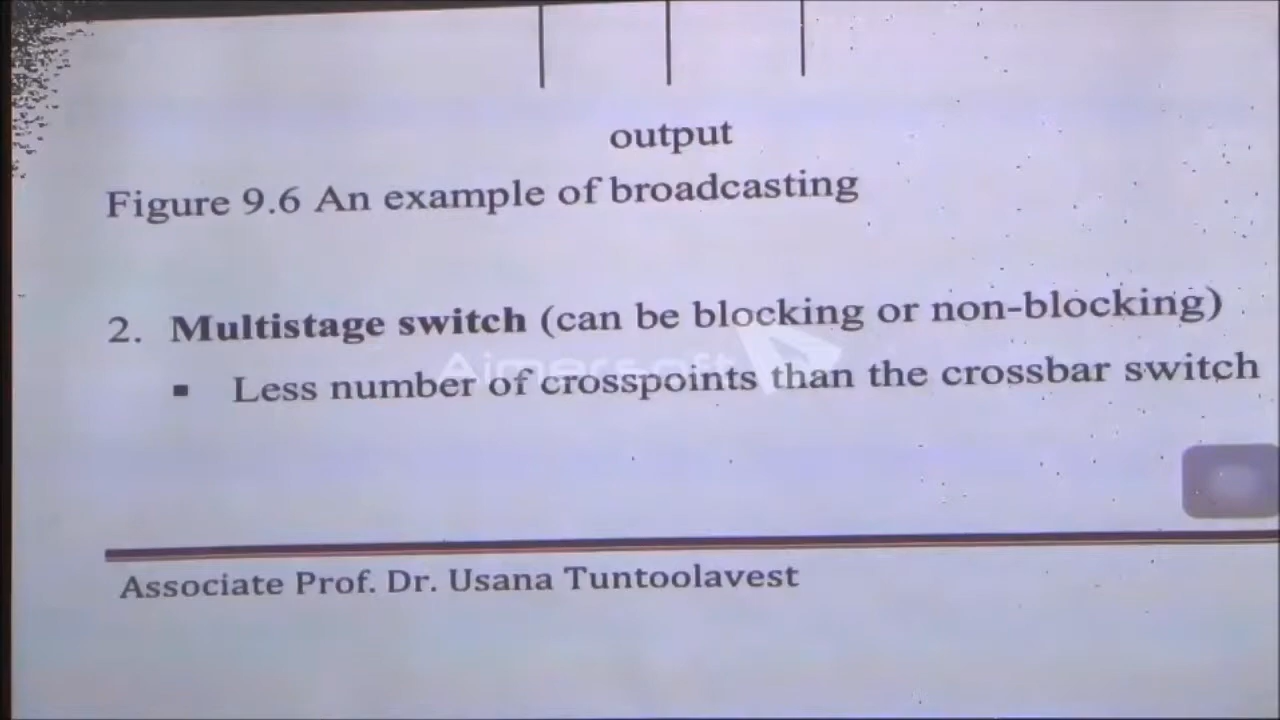 output
Figure 9.6 An example of broadcasting
2. Multistage switch (can be blocking or non-blocking)
Aimersoft
▪ Less number of crosspoints than the crossbar switch
Associate Prof. Dr. Usana Tuntoolavest